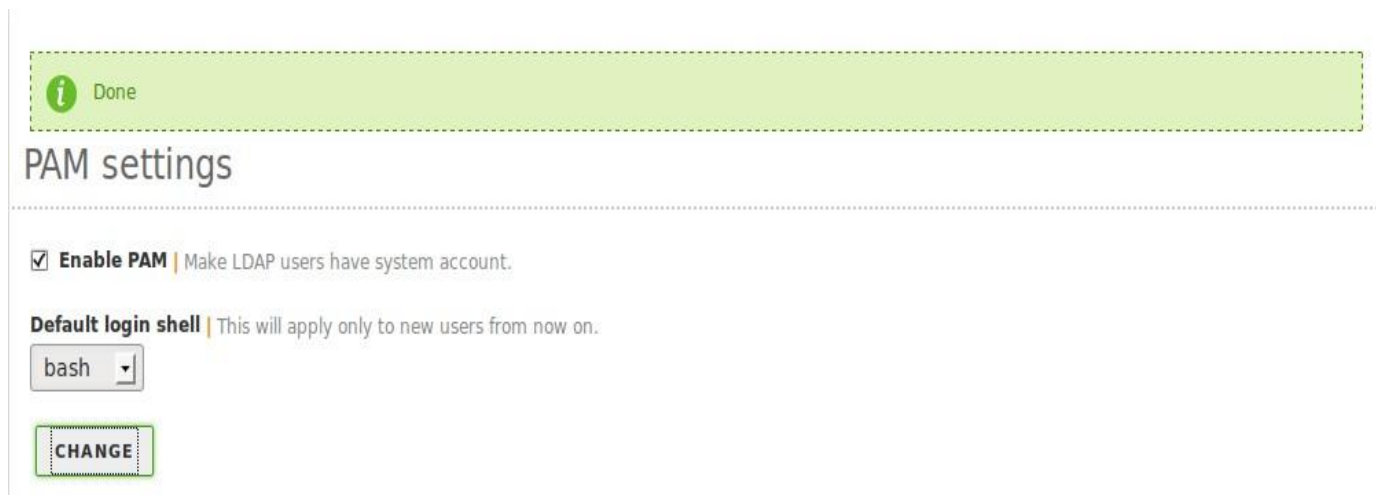 Done
PAM settings
Enable PAM | Make LDAP users have system account.
Default login shell | This will apply only to new users from now on.
bash
CHANGE